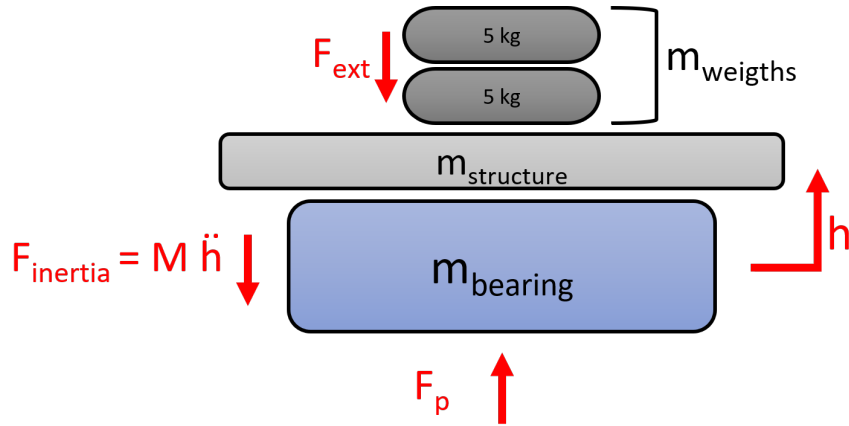 5 kg
F_ext
m_weigths
5 kg
m_structure
h
F_inertia = M ḧ
m_bearing
F_p